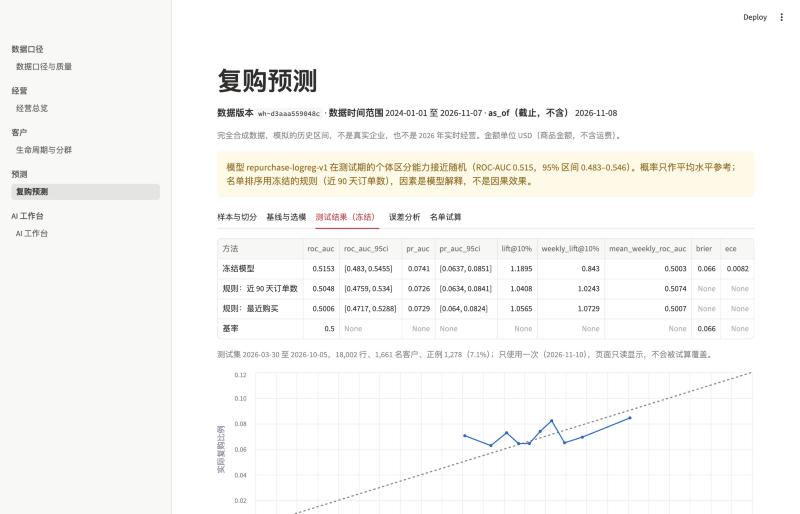 Deploy
数据口径
数据口径与质量
经营
经营总览
客户
生命周期与分群
预测
复购预测
AI 工作台
AI 工作台
复购预测
数据版本 wh-d3aaa559048c · 数据时间范围 2024-01-01 至 2026-11-07 · as_of（截止，不含） 2026-11-08
完全合成数据，模拟的历史区间，不是真实企业，也不是 2026 年实时经营。金额单位 USD（商品金额，不含运费）。
模型 repurchase-logreg-v1 在测试期的个体区分能力接近随机（ROC-AUC 0.515，95% 区间 0.483–0.546）。概率只作平均水平参考；
名单排序用冻结的规则（近 90 天订单数），因素是模型解释，不是因果效果。
样本与切分 基线与选模 测试结果（冻结） 误差分析 名单试算
方法 roc_auc roc_auc_95ci pr_auc pr_auc_95ci lift@10% weekly_lift@10% mean_weekly_roc_auc brier ece
冻结模型 0.5153 [0.483, 0.5455] 0.0741 [0.0637, 0.0851] 1.1895 0.843 0.5003 0.066 0.0082
规则：近 90 天订单数 0.5048 [0.4759, 0.534] 0.0726 [0.0634, 0.0841] 1.0408 1.0243 0.5074 None None
规则：最近购买 0.5006 [0.4717, 0.5288] 0.0729 [0.064, 0.0824] 1.0565 1.0729 0.5007 None None
基率 0.5 None None None None None None 0.066 None
测试集 2026-03-30 至 2026-10-05，18,002 行、1,661 名客户、正例 1,278（7.1%）；只使用一次（2026-11-10），页面只读显示，不会被试算覆盖。
0.12
0.10
0.08
0.06
0.04
0.02
实际复购比例